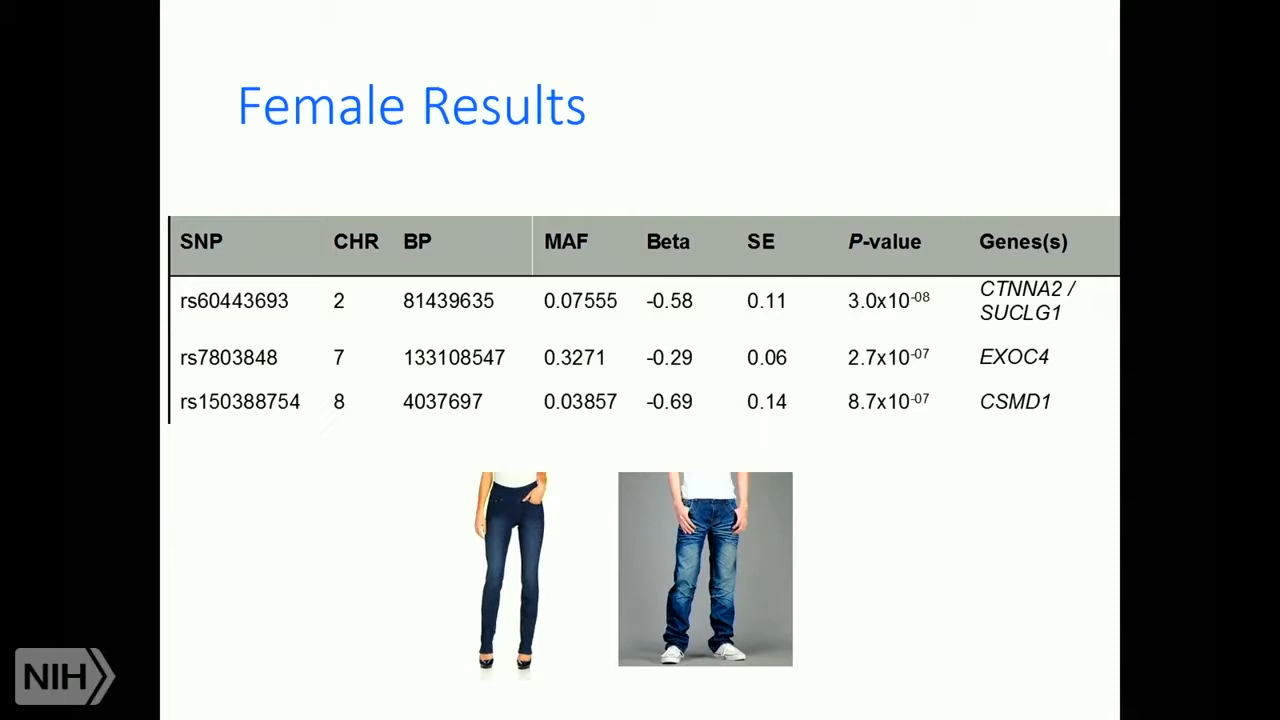 Female Results
SNP CHR BP MAF Beta SE P-value Genes(s)
rs60443693 2 81439635 0.07555 -0.58 0.11 3.0x10-08 CTNNA2 /
SUCLG1
rs7803848 7 133108547 0.3271 -0.29 0.06 2.7x10-07 EXOC4
rs150388754 8 4037697 0.03857 -0.69 0.14 8.7x10-07 CSMD1
NIH